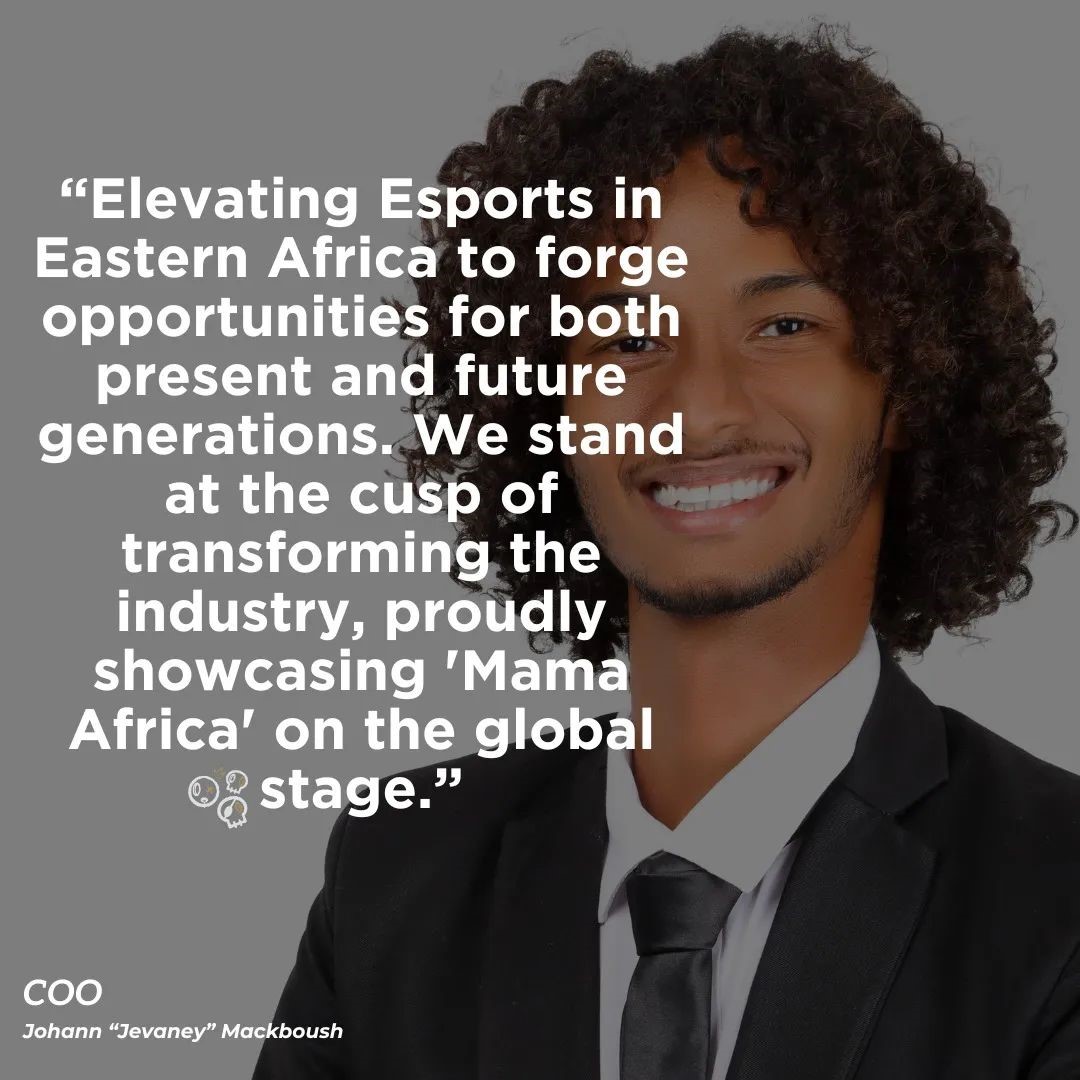 “Elevating Esports in
Eastern Africa to forge
opportunities for both
present and future
generations. We stand
at the cusp of
transforming the
industry, proudly
showcasing 'Mama
Africa' on the global
stage.”
COO
Johann “Jevaney” Mackboush